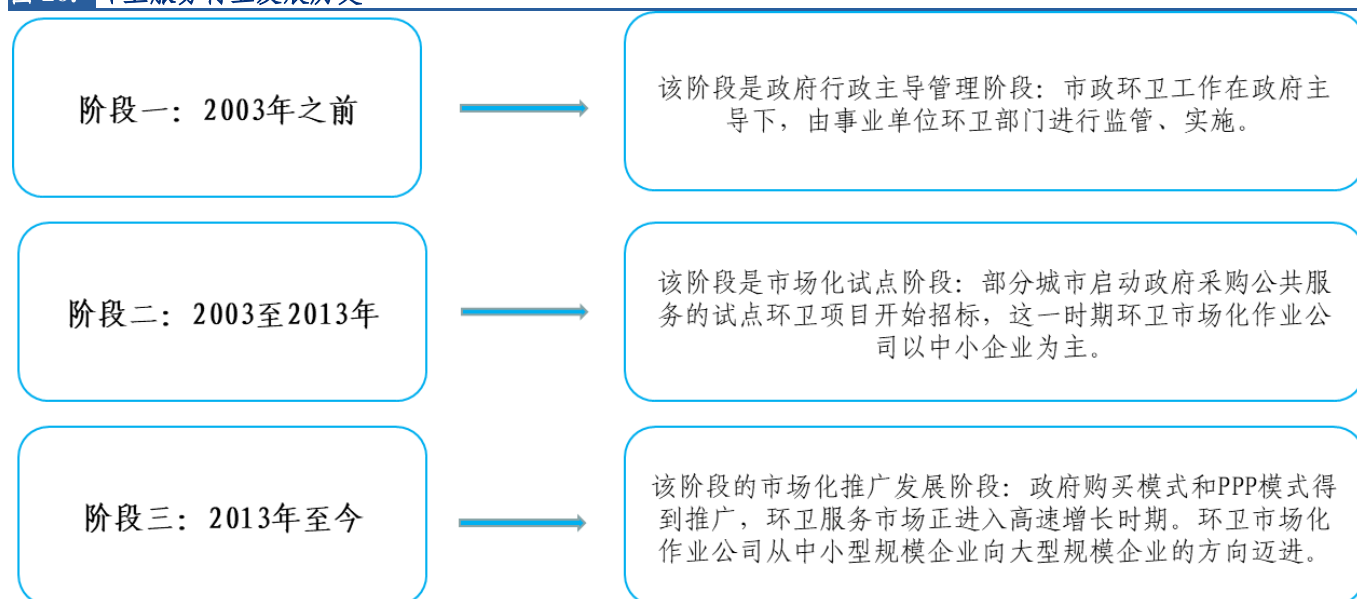 阶段一：2003年之前
该阶段是政府行政主导管理阶段：市政环卫工作在政府主
导下，由事业单位环卫部门进行监管、实施。
阶段二：2003至2013年
该阶段是市场化试点阶段：部分城市启动政府采购公共服
务的试点环卫项目开始招标，这一时期环卫市场化作业公
司以中小企业为主。
阶段三：2013年至今
该阶段的市场化推广发展阶段：政府购买模式和PPP模式得
到推广，环卫服务市场正进入高速增长时期。环卫市场化
作业公司从中小型规模企业向大型规模企业的方向迈进。